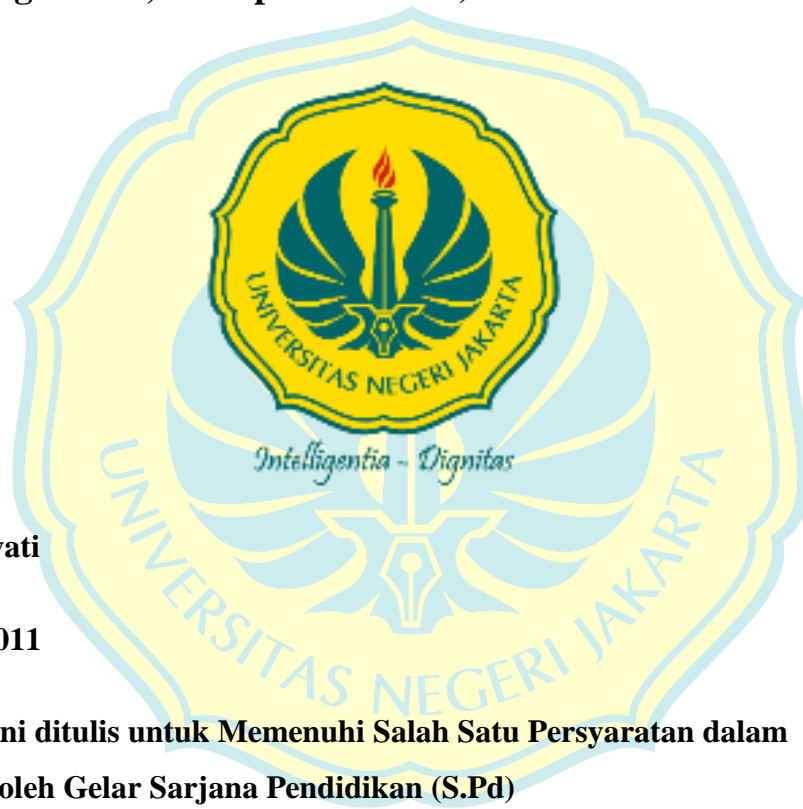 UNIVERSITAS NEGERI JAKARTA
Intelligentia - Dignitas
UNIVERSITAS NEGERI JAKARTA
yati
011
ni ditulis untuk Memenuhi Salah Satu Persyaratan dalam
oleh Gelar Sarjana Pendidikan (S.Pd)